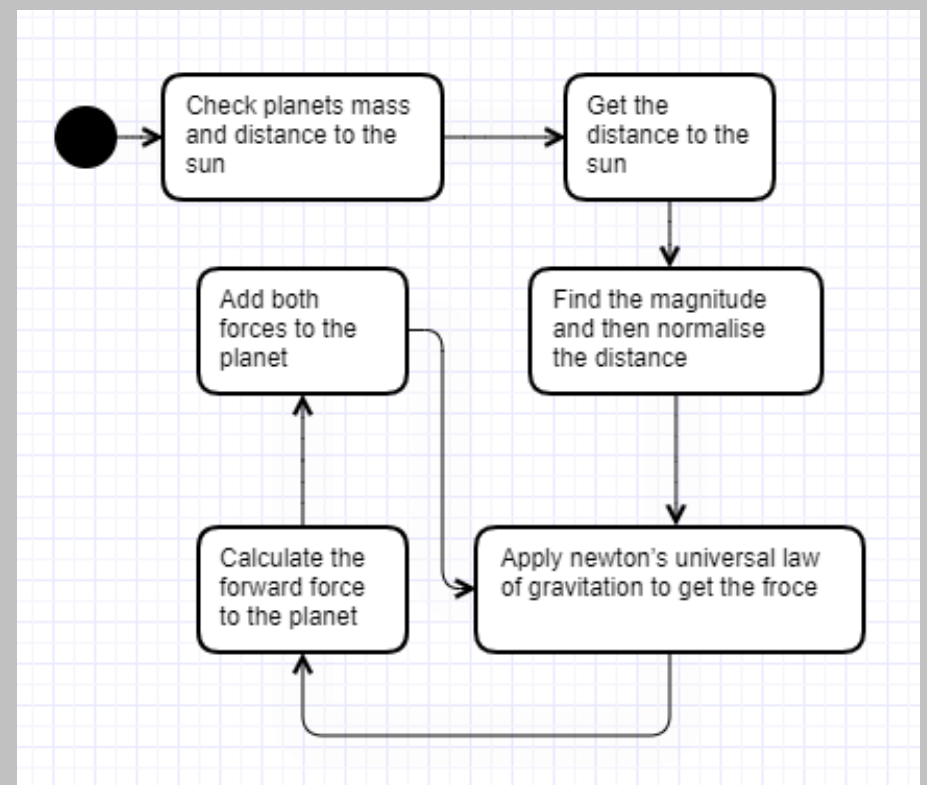 Check planets mass
and distance to the
sun
Get the
distance to the
sun
Find the magnitude
and then normalise
the distance
Apply newton's universal law
of gravitation to get the froce
Calculate the
forward force
to the planet
Add both
forces to the
planet